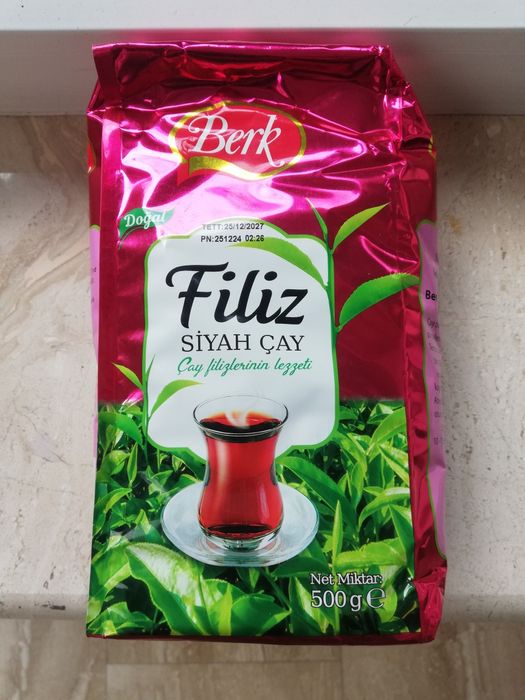 Berk
Doğal
TETT:25/12/2027
PN:251224 02:26
Filiz
SİYAH ÇAY
Çay filizlerinin lezzeti
Net Miktar:
500 g e